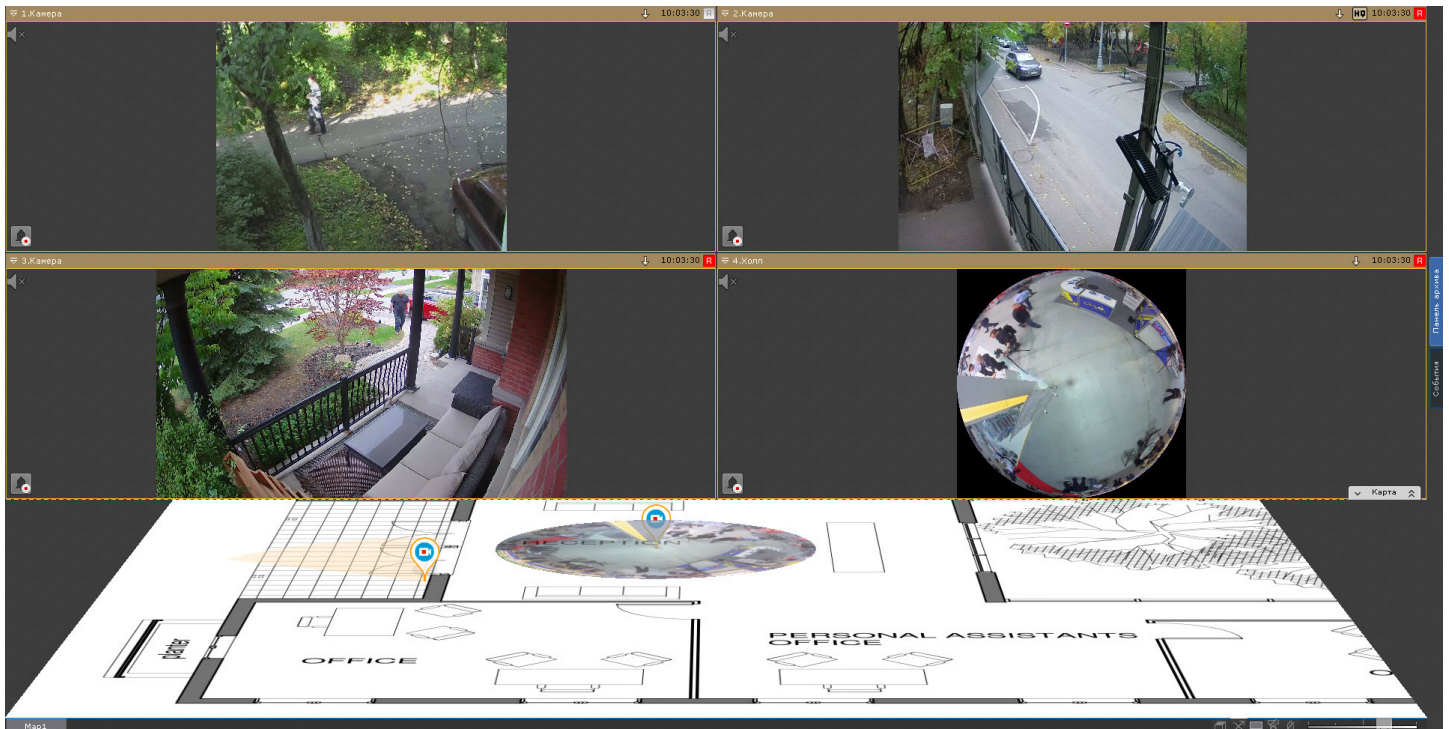 1.Камера
10:03:30 R
2.Камера
HQ 10:03:30 R
3.Камера
10:03:30 R
4.Холл
10:03:30 R
Панель архива
События
Карта
RECEPTION
planter
OFFICE
PERSONAL ASSISTANTS
OFFICE
Map1